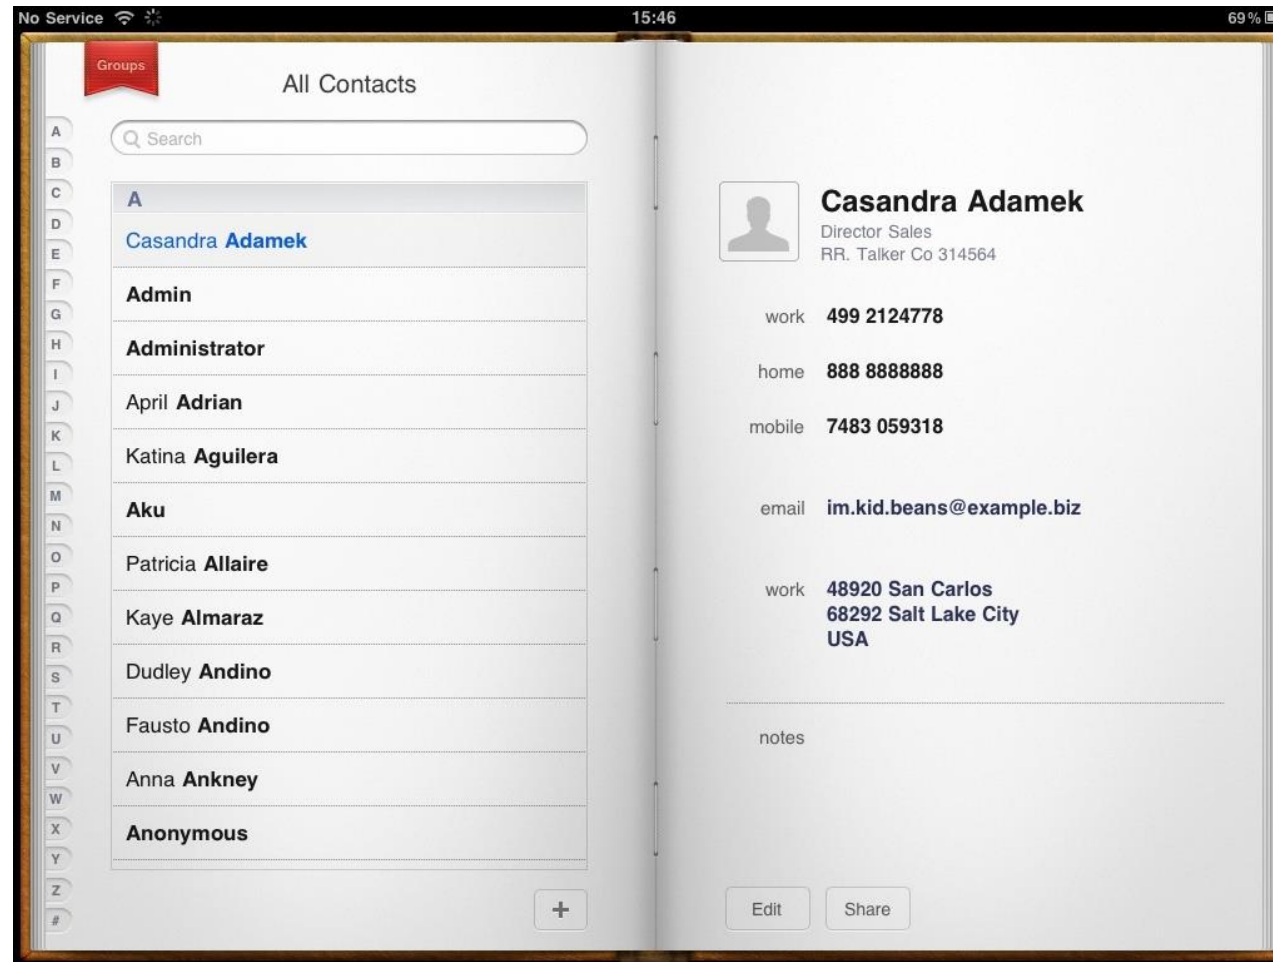 No Service 15:46 69%
Groups
All Contacts
Search
A
B
C
D
E
F
G
H
I
J
K
L
M
N
O
P
Q
R
S
T
U
V
W
X
Y
Z
#
A
Casandra Adamek
Admin
Administrator
April Adrian
Katina Aguilera
Aku
Patricia Allaire
Kaye Almaraz
Dudley Andino
Fausto Andino
Anna Ankney
Anonymous
+
Casandra Adamek
Director Sales
RR. Talker Co 314564
work 499 2124778
home 888 8888888
mobile 7483 059318
email im.kid.beans@example.biz
work 48920 San Carlos
68292 Salt Lake City
USA
notes
Edit Share